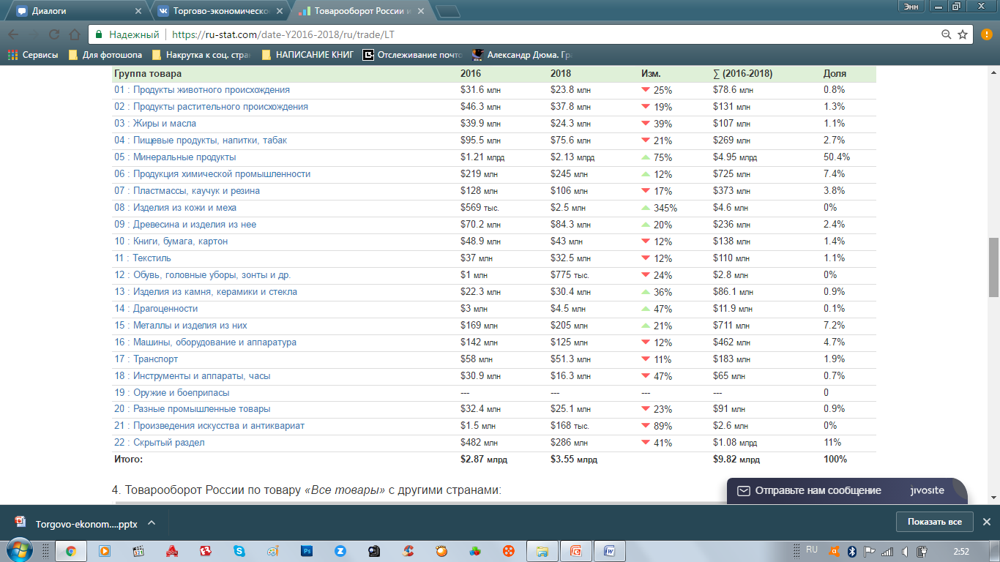 Диалоги
Торгово-экономическо
Товарооборот России и
Энн
Надежный
https://ru-stat.com/date-Y2016-2018/ru/trade/LT
Сервисы Для фотошопа Накрутка к соц. стра НАПИСАНИЕ КНИГ Отслеживание почто Александр Дюма. Гра
Группа товара 2016 2018 Изм. ∑ (2016-2018) Доля
01 : Продукты животного происхождения $31.6 млн $23.8 млн 25% $78.6 млн 0.8%
02 : Продукты растительного происхождения $46.3 млн $37.8 млн 19% $131 млн 1.3%
03 : Жиры и масла $39.9 млн $24.3 млн 39% $107 млн 1.1%
04 : Пищевые продукты, напитки, табак $95.5 млн $75.6 млн 21% $269 млн 2.7%
05 : Минеральные продукты $1.21 млрд $2.13 млрд 75% $4.95 млрд 50.4%
06 : Продукция химической промышленности $219 млн $245 млн 12% $725 млн 7.4%
07 : Пластмассы, каучук и резина $128 млн $106 млн 17% $373 млн 3.8%
08 : Изделия из кожи и меха $569 тыс. $2.5 млн 345% $4.6 млн 0%
09 : Древесина и изделия из нее $70.2 млн $84.3 млн 20% $236 млн 2.4%
10 : Книги, бумага, картон $48.9 млн $43 млн 12% $138 млн 1.4%
11 : Текстиль $37 млн $32.5 млн 12% $110 млн 1.1%
12 : Обувь, головные уборы, зонты и др. $1 млн $775 тыс. 24% $2.8 млн 0%
13 : Изделия из камня, керамики и стекла $22.3 млн $30.4 млн 36% $86.1 млн 0.9%
14 : Драгоценности $3 млн $4.5 млн 47% $11.9 млн 0.1%
15 : Металлы и изделия из них $169 млн $205 млн 21% $711 млн 7.2%
16 : Машины, оборудование и аппаратура $142 млн $125 млн 12% $462 млн 4.7%
17 : Транспорт $58 млн $51.3 млн 11% $183 млн 1.9%
18 : Инструменты и аппараты, часы $30.9 млн $16.3 млн 47% $65 млн 0.7%
19 : Оружие и боеприпасы --- --- --- --- 0
20 : Разные промышленные товары $32.4 млн $25.1 млн 23% $91 млн 0.9%
21 : Произведения искусства и антиквариат $1.5 млн $168 тыс. 89% $2.6 млн 0%
22 : Скрытый раздел $482 млн $286 млн 41% $1.08 млрд 11%
Итого: $2.87 млрд $3.55 млрд $9.82 млрд 100%
4. Товарооборот России по товару «Все товары» с другими странами:
Отправьте нам сообщение jivosite
Torgovo-ekonom....pptx
Показать все
RU
2:52